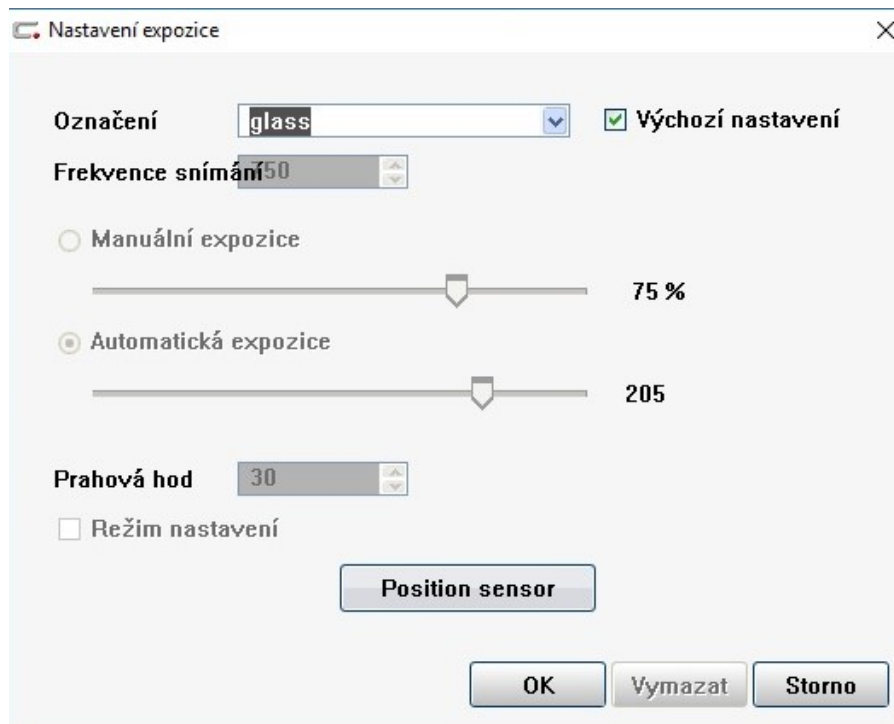 Nastavení expozice
Označení glass Výchozí nastavení
Frekvence snímání 750
Manuální expozice
75 %
Automatická expozice
205
Prahová hod 30
Režim nastavení
Position sensor
OK Vymazat Storno